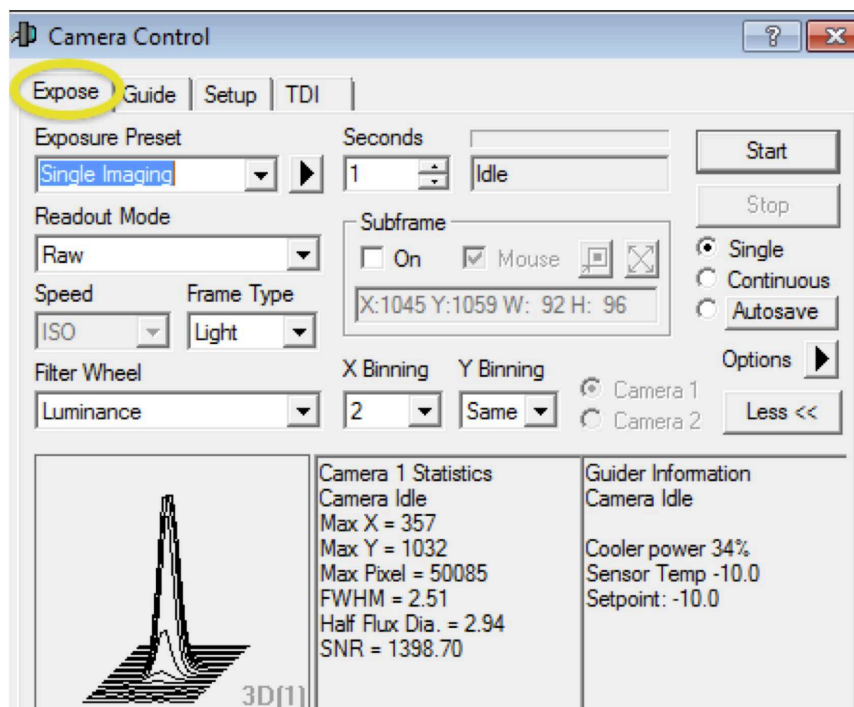 Camera Control
Expose Guide Setup TDI
Exposure Preset
Single Imaging
Seconds
1
Idle
Start
Stop
Readout Mode
Raw
Subframe
On Mouse
X:1045 Y:1059 W: 92 H: 96
Single
Continuous
Autosave
Speed Frame Type
ISO Light
Filter Wheel
Luminance
X Binning Y Binning
2 Same
Camera 1
Camera 2
Options
Less <<
3D(1)
Camera 1 Statistics
Camera Idle
Max X = 357
Max Y = 1032
Max Pixel = 50085
FWHM = 2.51
Half Flux Dia. = 2.94
SNR = 1398.70
Guider Information
Camera Idle
Cooler power 34%
Sensor Temp -10.0
Setpoint: -10.0